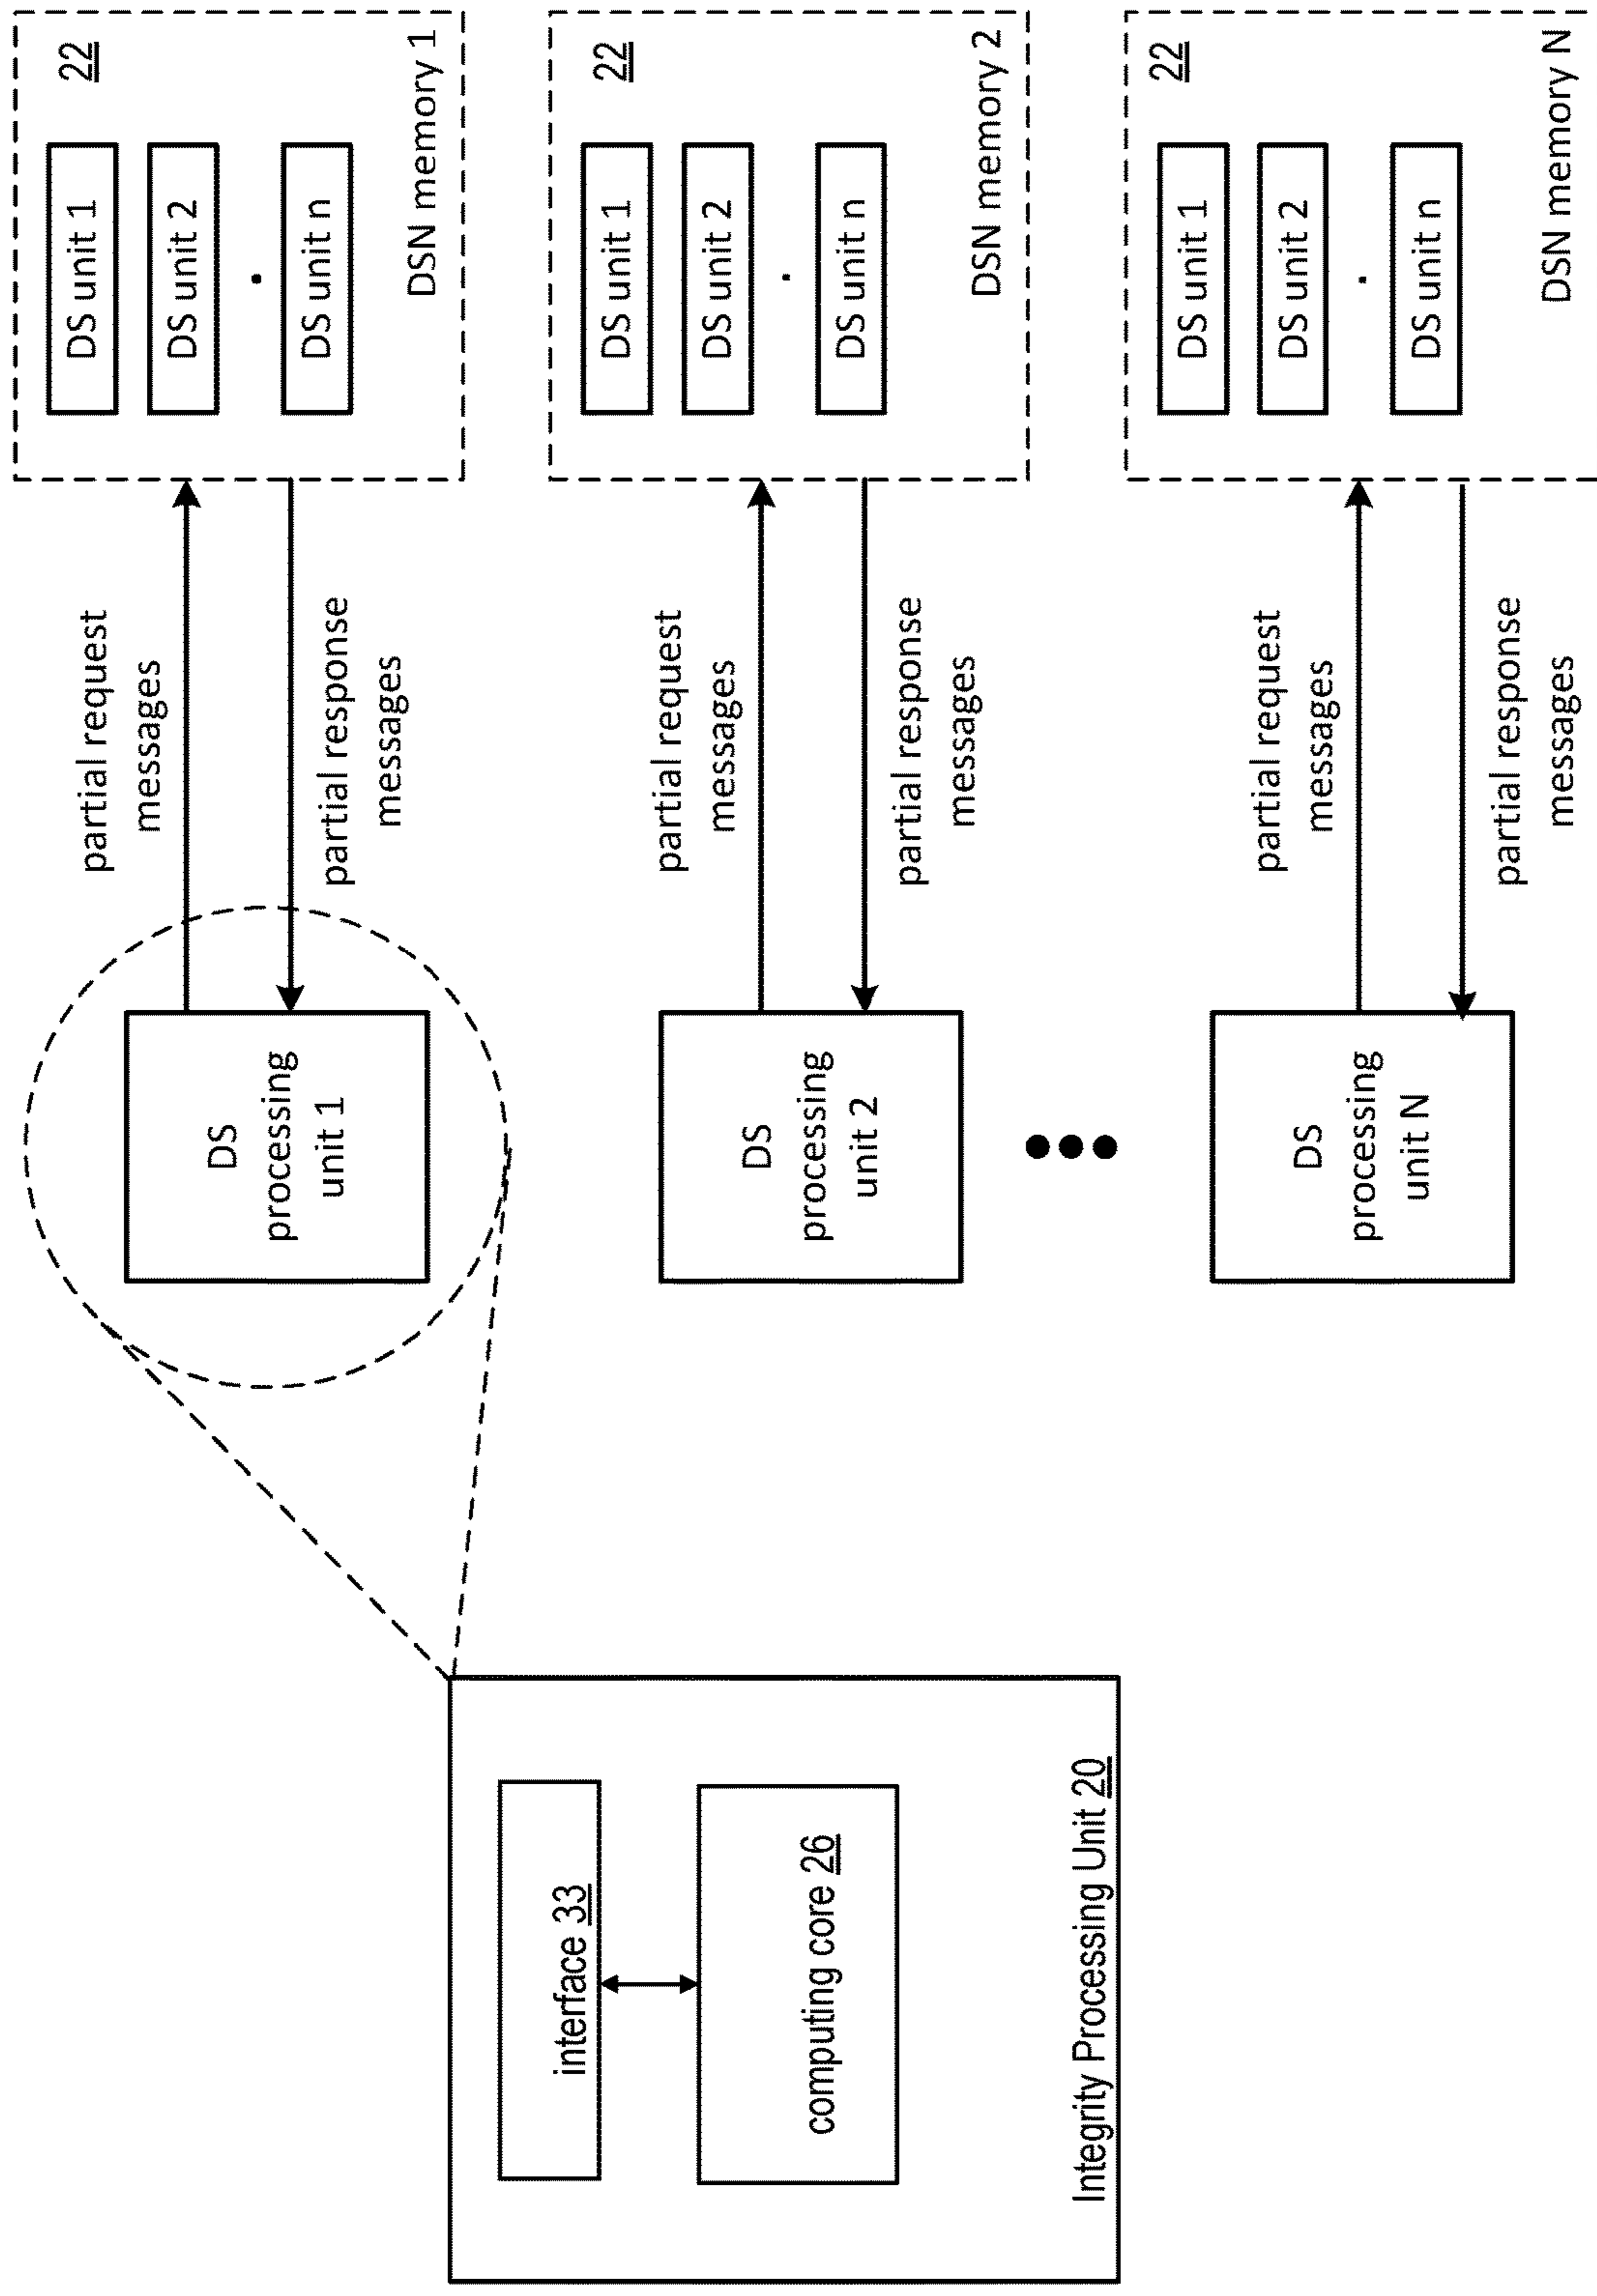 22
DS unit 1
DS unit 2
DS unit n
DSN memory 1
partial request
messages
partial response
messages
DS
processing
unit 1
22
DS unit 1
DS unit 2
DS unit n
DSN memory 2
partial request
messages
partial response
messages
DS
processing
unit 2
22
DS unit 1
DS unit 2
DS unit n
DSN memory N
partial request
messages
partial response
messages
DS
processing
unit N
interface 33
computing core 26
Integrity Processing Unit 20